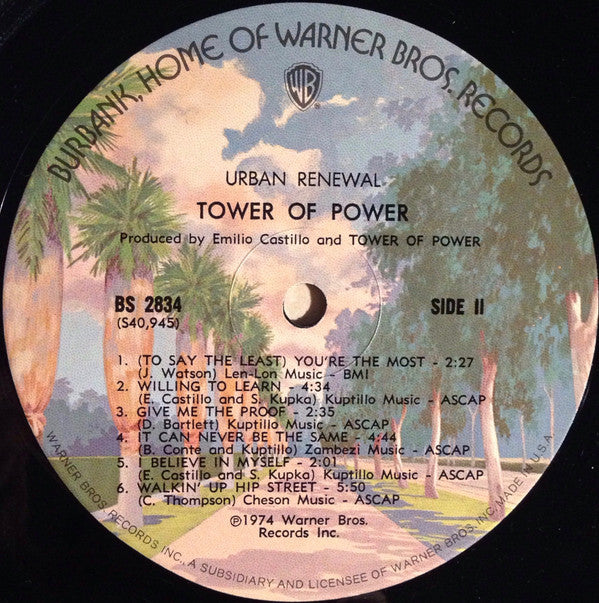 BURBANK, HOME OF WARNER BROS. RECORDS
WB
®
URBAN RENEWAL
TOWER OF POWER
Produced by Emilio Castillo and TOWER OF POWER
BS 2834
(S40,945)
SIDE II
1. (TO SAY THE LEAST) YOU'RE THE MOST - 2:27
(J. Watson) Len-Lon Music - BMI
2. WILLING TO LEARN - 4:34
(E. Castillo and S. Kupka) Kuptillo Music - ASCAP
3. GIVE ME THE PROOF - 2:35
(D. Bartlett) Kuptillo Music - ASCAP
4. IT CAN NEVER BE THE SAME - 4:44
(B. Conte and Kuptillo) Zambezi Music - ASCAP
5. I BELIEVE IN MYSELF - 2:01
(E. Castillo and S. Kupka) Kuptillo Music - ASCAP
6. WALKIN' UP HIP STREET - 5:50
(C. Thompson) Cheson Music - ASCAP
℗1974 Warner Bros.
Records Inc.
WARNER BROS. RECORDS INC., A SUBSIDIARY AND LICENSEE OF WARNER BROS., INC. MADE IN U.S.A.